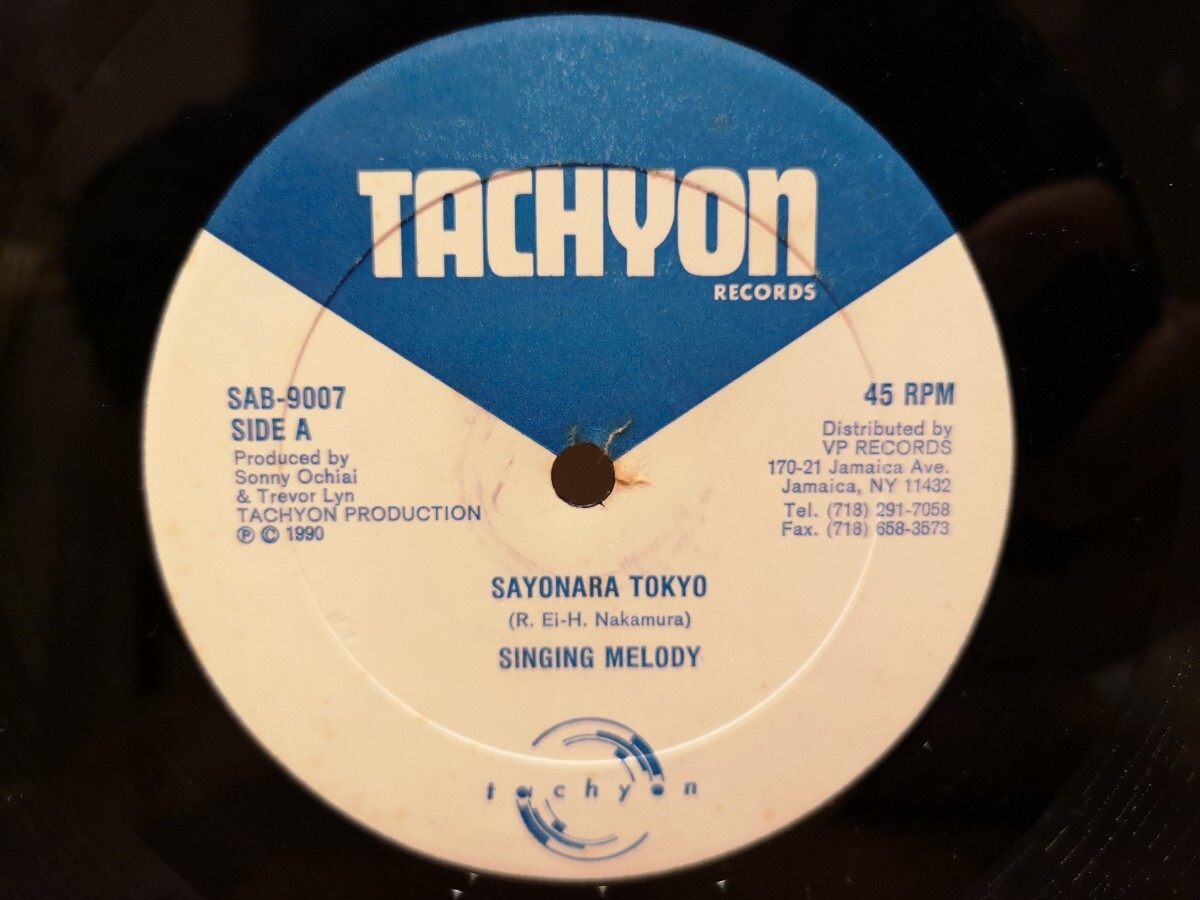 TACHYON
RECORDS
SAB-9007
SIDE A
Produced by
Sonny Ochiai
& Trevor Lyn
TACHYON PRODUCTION
℗ © 1990
45 RPM
Distributed by
VP RECORDS
170-21 Jamaica Ave.
Jamaica, NY 11432
Tel. (718) 291-7058
Fax. (718) 658-3573
SAYONARA TOKYO
(R. Ei-H. Nakamura)
SINGING MELODY
tachyon